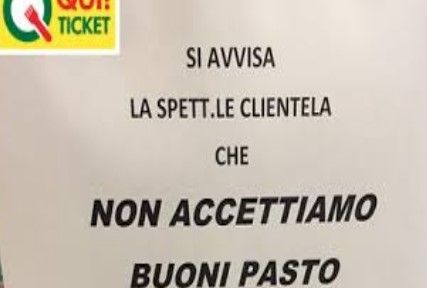 QUI!
TICKET
SI AVVISA
LA SPETT.LE CLIENTELA
CHE
NON ACCETTIAMO
BUONI PASTO